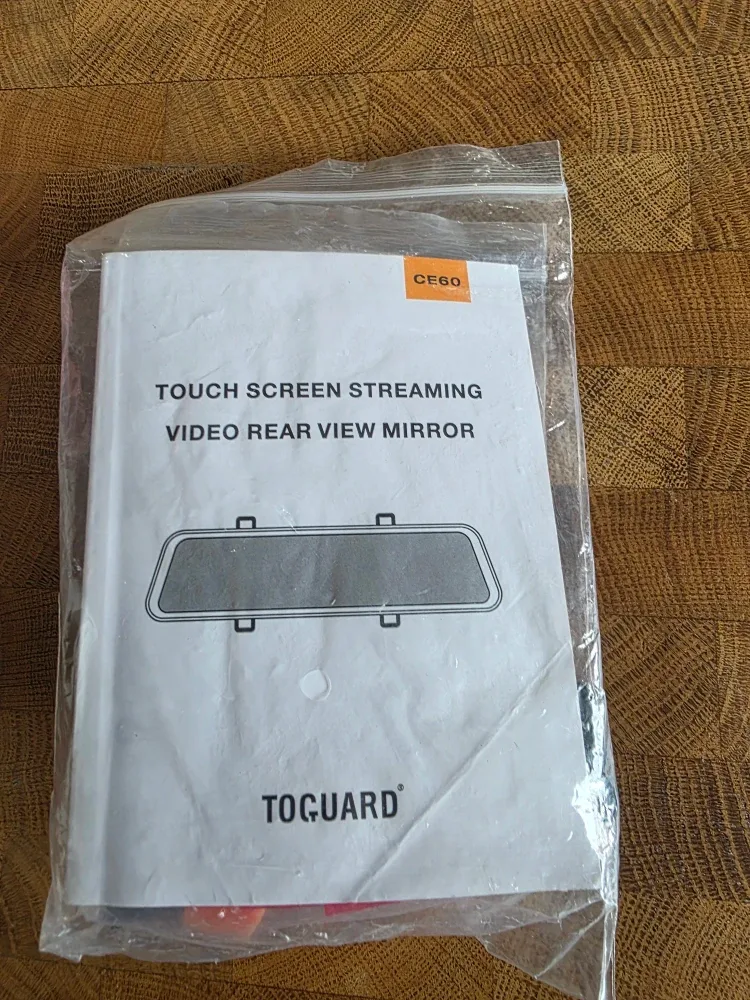 CE60
TOUCH SCREEN STREAMING
VIDEO REAR VIEW MIRROR
TOGUARD®